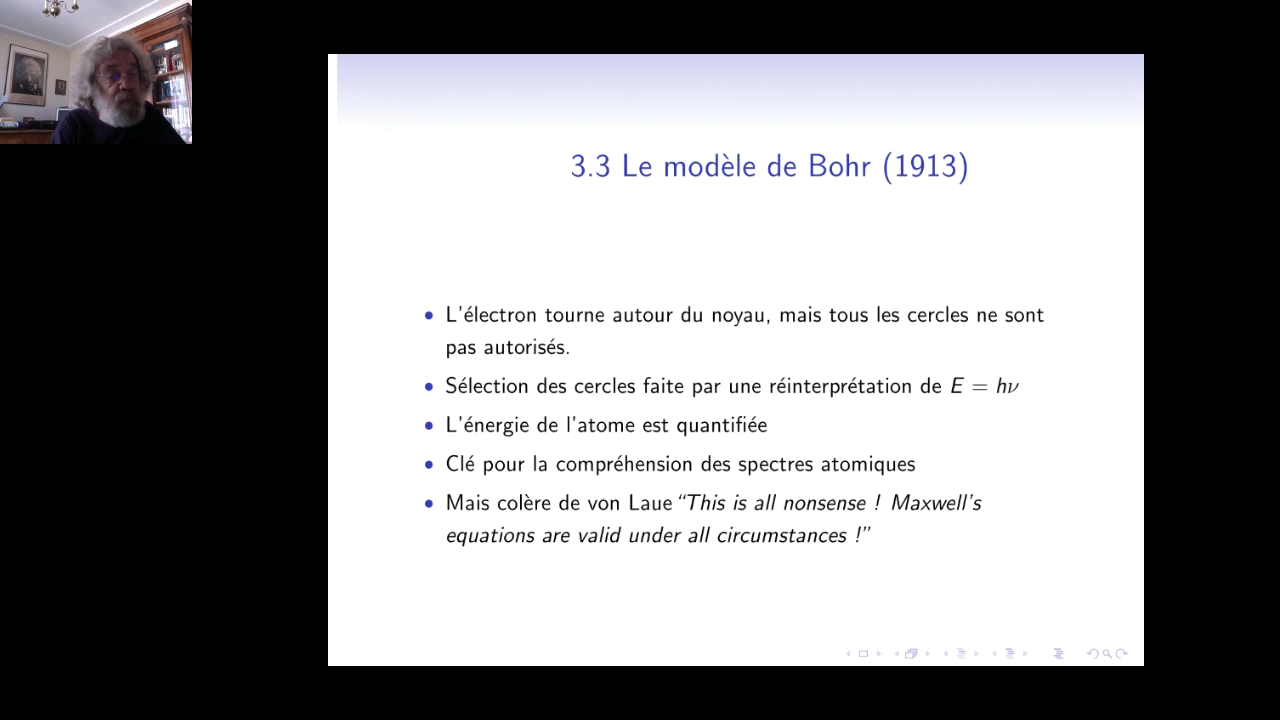 3.3 Le modèle de Bohr (1913)
• L'électron tourne autour du noyau, mais tous les cercles ne sont
pas autorisés.
• Sélection des cercles faite par une réinterprétation de E = hν
• L'énergie de l'atome est quantifiée
• Clé pour la compréhension des spectres atomiques
• Mais colère de von Laue “This is all nonsense ! Maxwell's
equations are valid under all circumstances !”